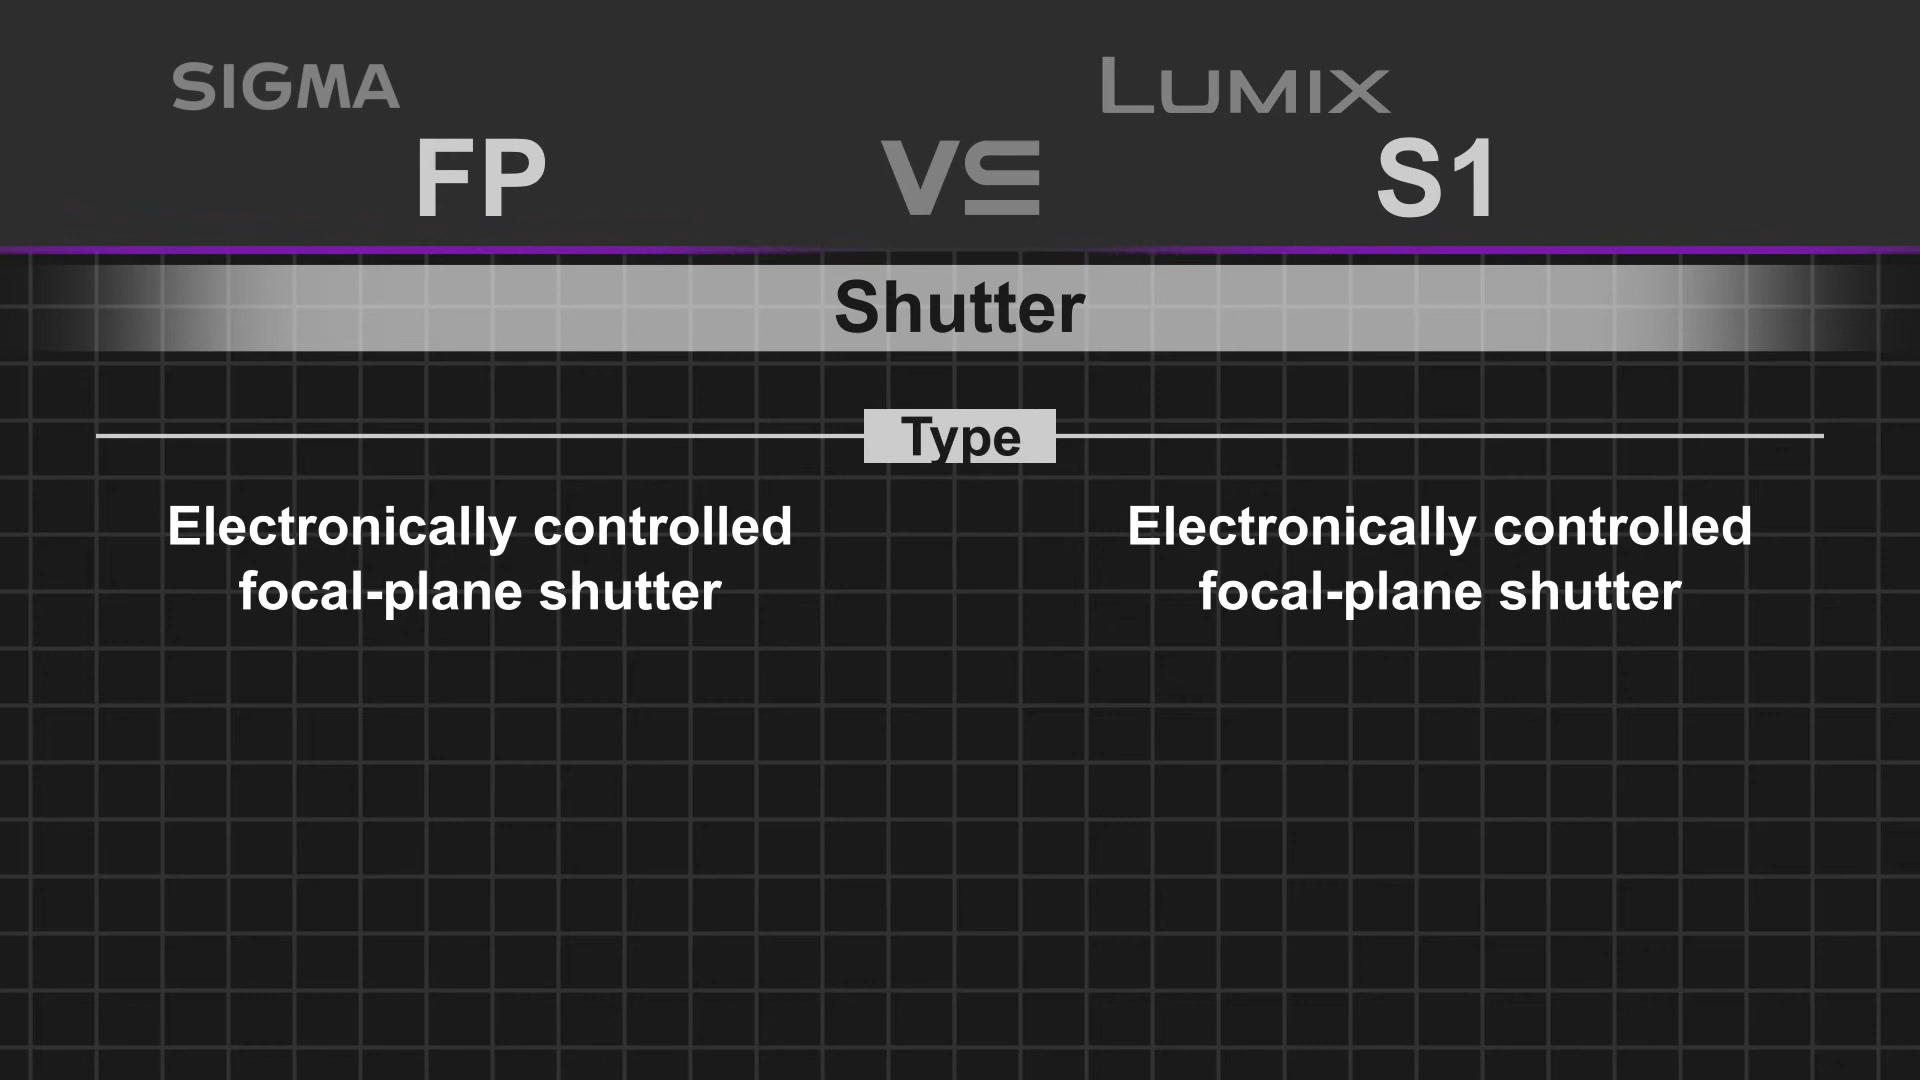 SIGMA
LUMIX
FP
VS
S1
Shutter
Type
Electronically controlled
focal-plane shutter
Electronically controlled
focal-plane shutter